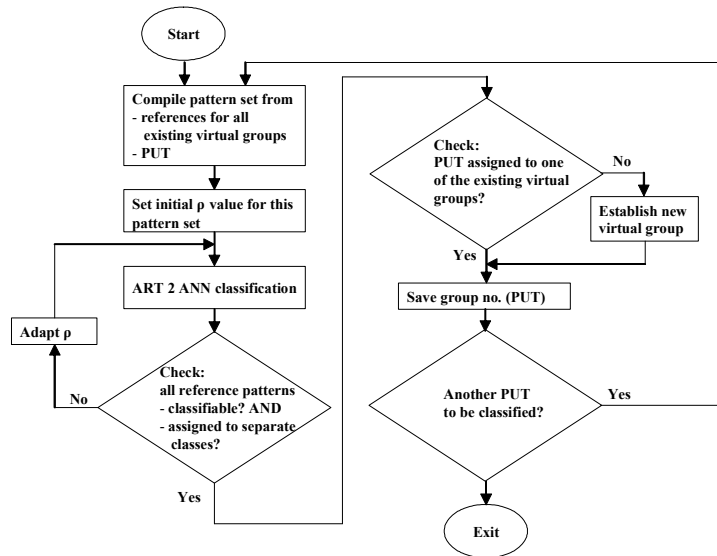 Start
Compile pattern set from
- references for all
existing virtual groups
- PUT
Set initial ρ value for this
pattern set
ART 2 ANN classification
Adapt ρ
Check:
all reference patterns
- classifiable? AND
- assigned to separate
classes?
No
Yes
Check:
PUT assigned to one
of the existing virtual
groups?
No
Establish new
virtual group
Yes
Save group no. (PUT)
Another PUT
to be classified?
Yes
Exit